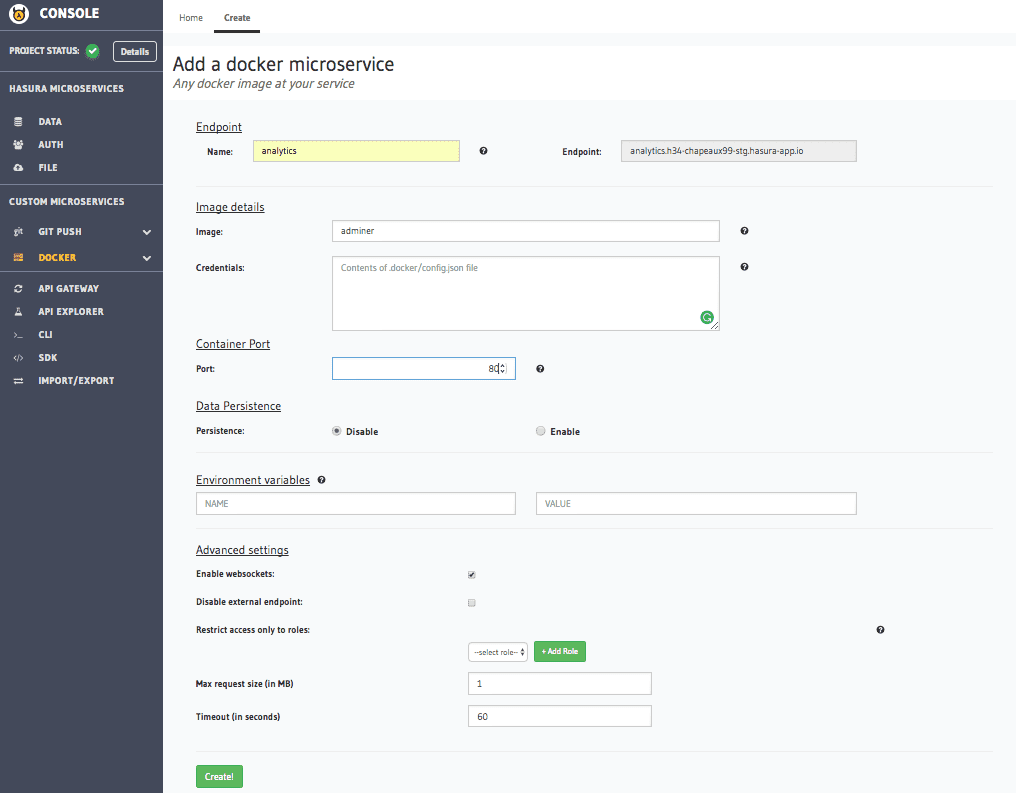 CONSOLE
PROJECT STATUS:
Details
HASURA MICROSERVICES
DATA
AUTH
FILE
CUSTOM MICROSERVICES
git GIT PUSH
DOCKER
API GATEWAY
API EXPLORER
>_ CLI
</> SDK
IMPORT/EXPORT
Home Create
Add a docker microservice
Any docker image at your service
Endpoint
Name: analytics ? Endpoint: analytics.h34-chapeaux99-stg.hasura-app.io
Image details
Image: adminer ?
Credentials: Contents of .docker/config.json file ?
Container Port
Port: 80 ?
Data Persistence
Persistence: Disable Enable
Environment variables ?
NAME VALUE
Advanced settings
Enable websockets:
Disable external endpoint:
Restrict access only to roles: ?
--select role-- + Add Role
Max request size (in MB) 1
Timeout (in seconds) 60
Create!